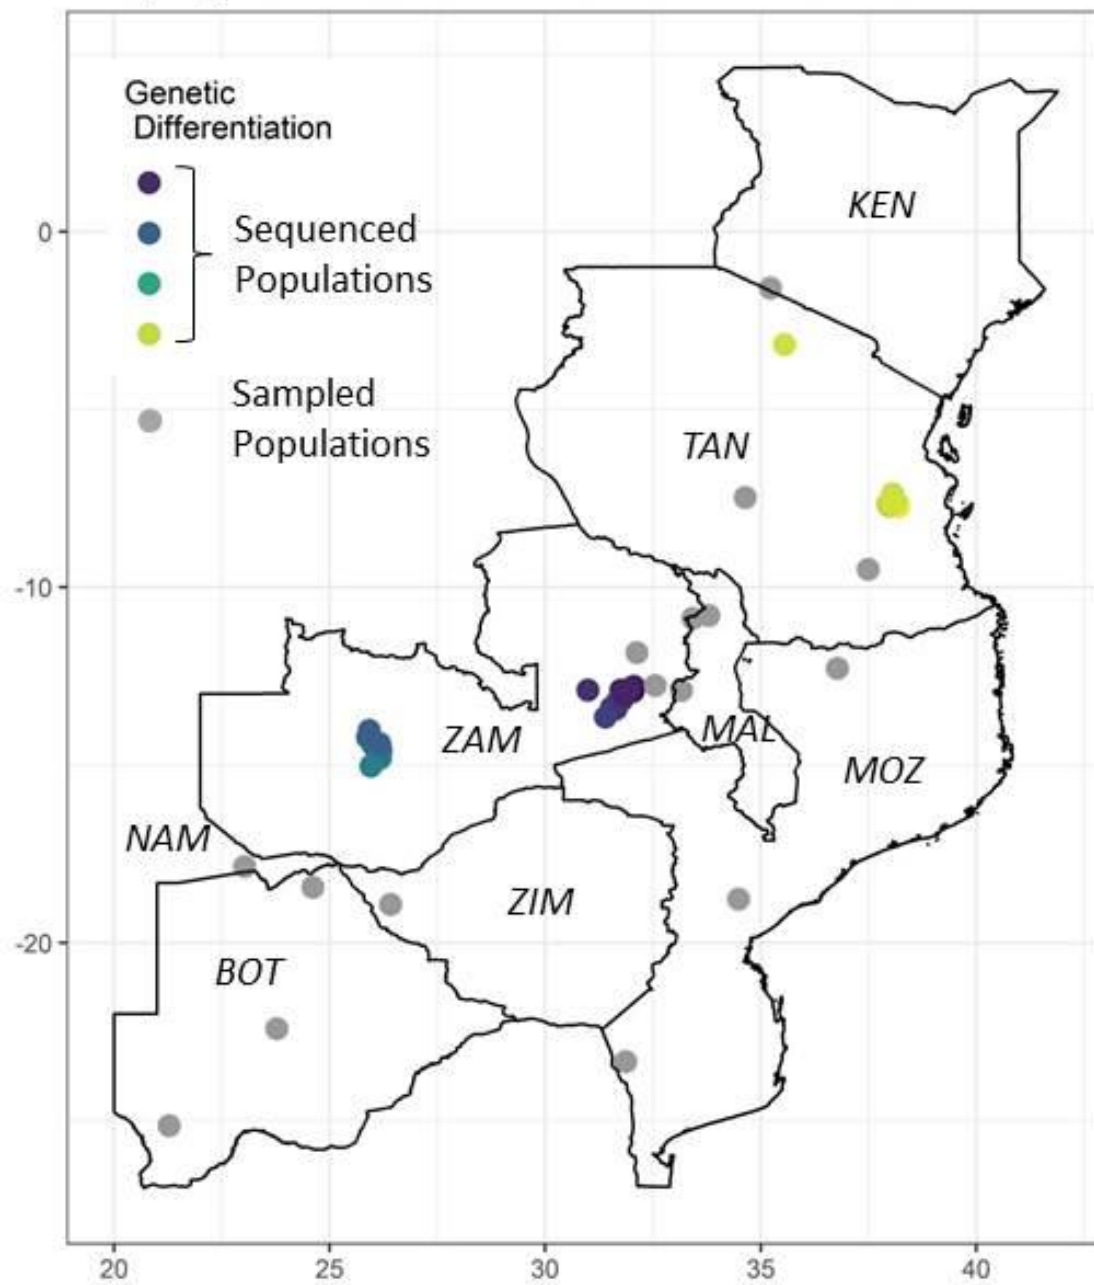 Genetic
Differentiation
Sequenced
Populations
Sampled
Populations
KEN
TAN
ZAM
MAL
MOZ
NAM
ZIM
BOT
0
-10
-20
20
25
30
35
40